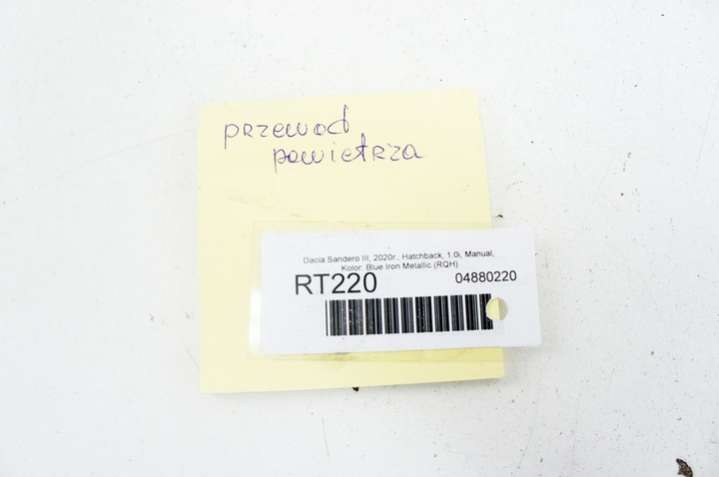 przewod
powietrza
Dacia Sandero III, 2020r., Hatchback, 1.0i, Manual,
Kolor: Blue Iron Metallic (RQH)
RT220 04880220